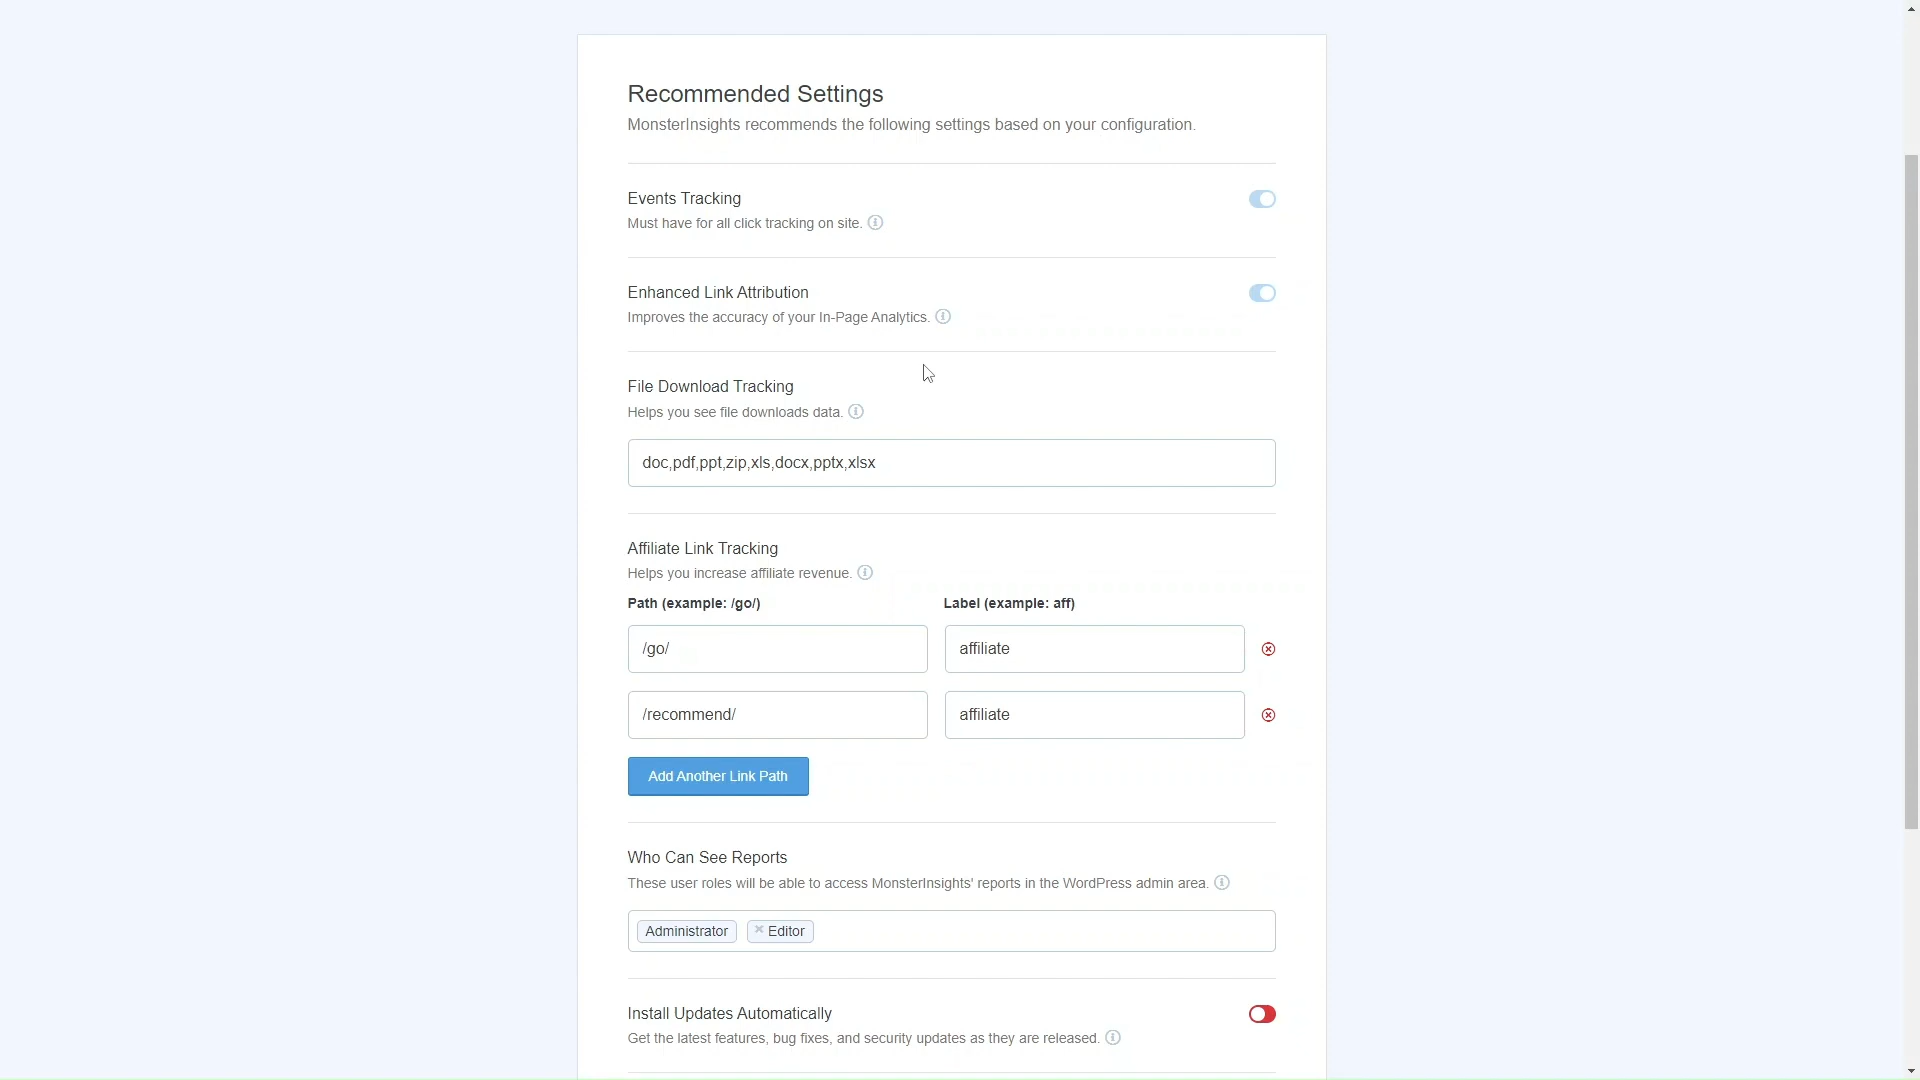 Recommended Settings
MonsterInsights recommends the following settings based on your configuration.
Events Tracking
Must have for all click tracking on site.
Enhanced Link Attribution
Improves the accuracy of your In-Page Analytics.
File Download Tracking
Helps you see file downloads data.
doc,pdf,ppt,zip,xls,docx,pptx,xlsx
Affiliate Link Tracking
Helps you increase affiliate revenue.
Path (example: /go/) Label (example: aff)
/go/ affiliate
/recommend/ affiliate
Add Another Link Path
Who Can See Reports
These user roles will be able to access MonsterInsights' reports in the WordPress admin area.
Administrator × Editor
Install Updates Automatically
Get the latest features, bug fixes, and security updates as they are released.